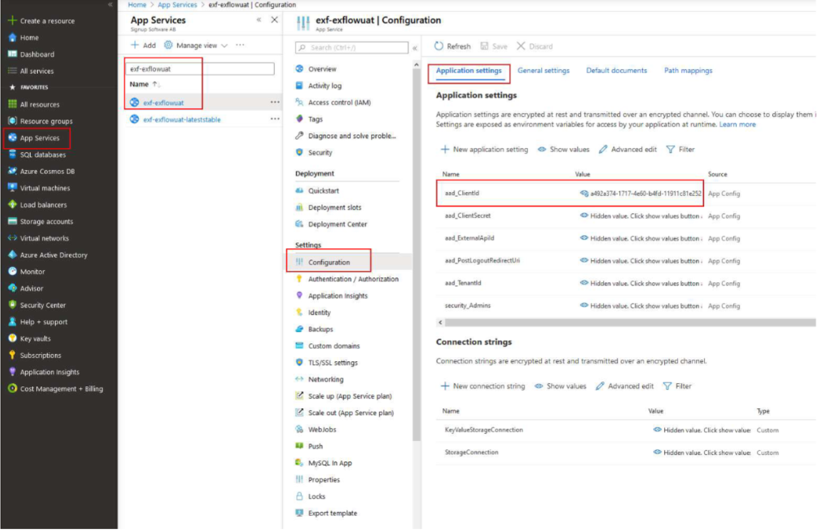 Create a resource
Home
Dashboard
All services
FAVORITES
All resources
Resource groups
App Services
SQL databases
Azure Cosmos DB
Virtual machines
Load balancers
Storage accounts
Virtual networks
Azure Active Directory
Monitor
Advisor
Security Center
Help + support
Key vaults
Subscriptions
Application Insights
Cost Management + Billing
Home > App Services > exf-exflowuat | Configuration
App Services
Signup Software AB
+ Add Manage view ...
exf-exflowuat
Name ↑↓
exf-exflowuat ...
exf-exflowuat-lateststable ...
exf-exflowuat | Configuration
App Service
Search (Ctrl+/)
Overview
Activity log
Access control (IAM)
Tags
Diagnose and solve proble...
Security
Deployment
Quickstart
Deployment slots
Deployment Center
Settings
Configuration
Authentication / Authorization
Application Insights
Identity
Backups
Custom domains
TLS/SSL settings
Networking
Scale up (App Service plan)
Scale out (App Service plan)
WebJobs
Push
MySQL In App
Properties
Locks
Export template
Refresh Save Discard
Application settings General settings Default documents Path mappings
Application settings
Application settings are encrypted at rest and transmitted over an encrypted channel. You can choose to display them i
Settings are exposed as environment variables for access by your application at runtime. Learn more
+ New application setting Show values Advanced edit Filter
Name Value Source
aad_ClientId a492a374-1717-4e60-b4fd-11911c81e252 App Config
aad_ClientSecret Hidden value. Click show values button App Config
aad_ExternalApiId Hidden value. Click show values button App Config
aad_PostLogoutRedirectUri Hidden value. Click show values button App Config
aad_TenantId Hidden value. Click show values button App Config
security_Admins Hidden value. Click show values button App Config
Connection strings
Connection strings are encrypted at rest and transmitted over an encrypted channel.
+ New connection string Show values Advanced edit Filter
Name Value Type
KeyValueStorageConnection Hidden value. Click show value Custom
StorageConnection Hidden value. Click show value Custom